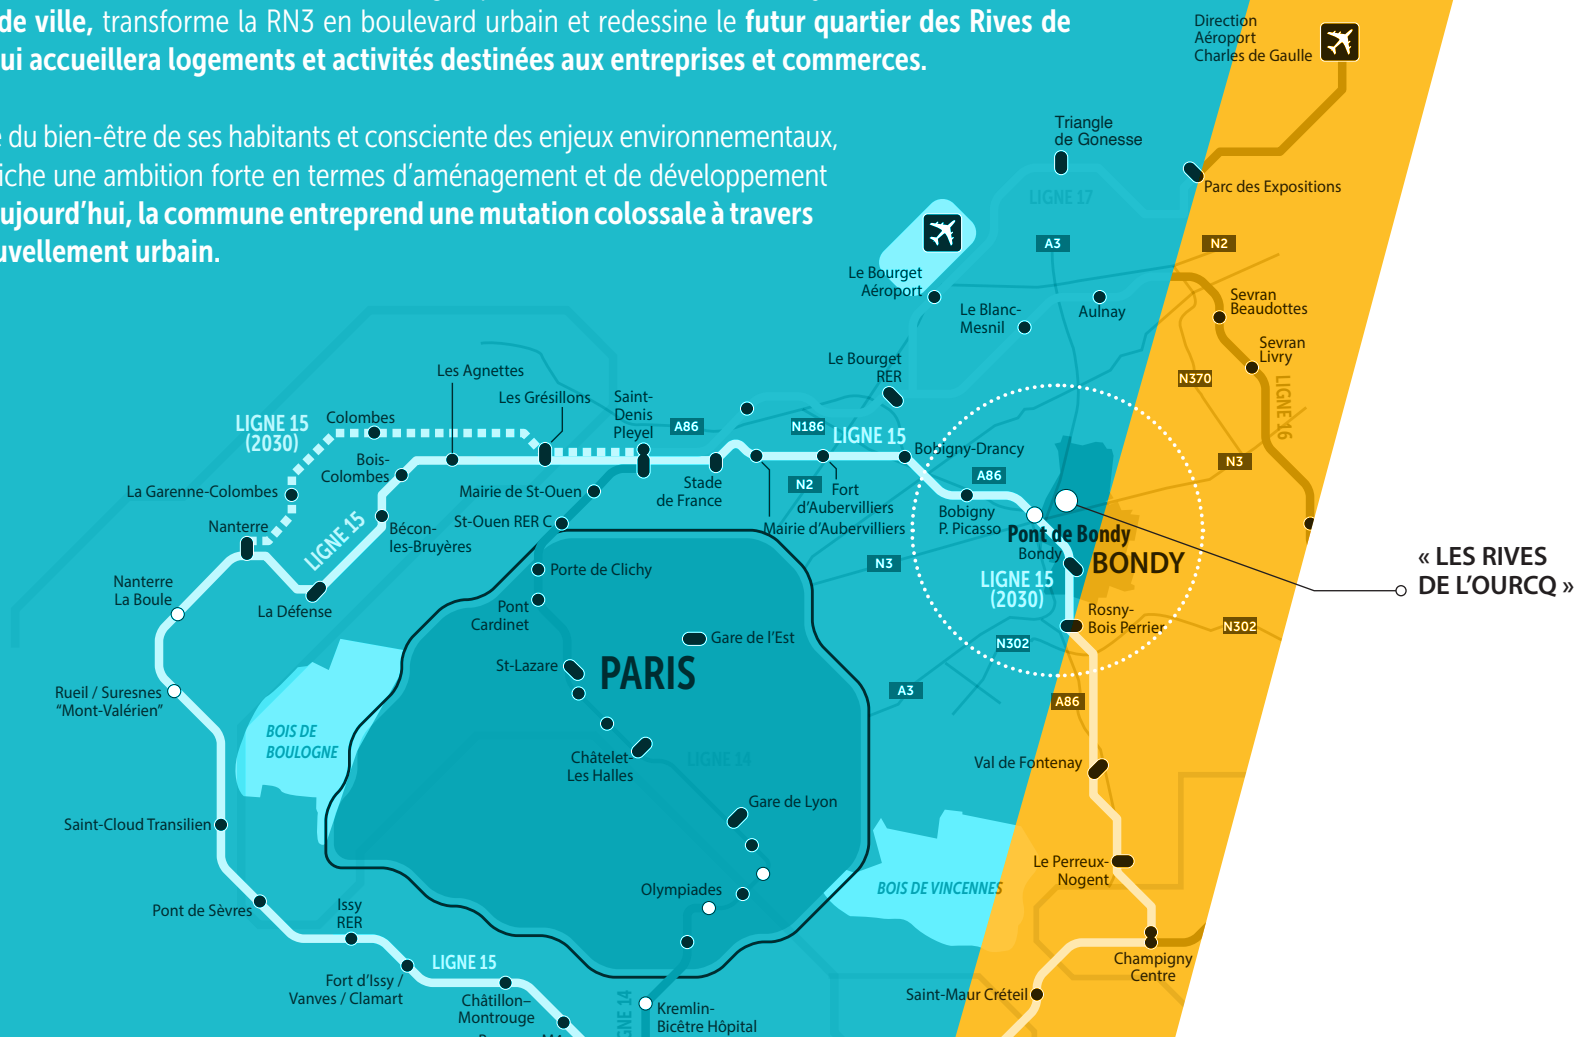 de ville, transforme la RN3 en boulevard urbain et redessine le futur quartier des Rives de
ui accueillera logements et activités destinées aux entreprises et commerces.
du bien-être de ses habitants et consciente des enjeux environnementaux,
iche une ambition forte en termes d'aménagement et de développement
ujourd'hui, la commune entreprend une mutation colossale à travers
uvellement urbain.
Direction
Aéroport
Charles de Gaulle
Triangle
de Gonesse
Parc des Expositions
LIGNE 17
A3
N2
Le Bourget
Aéroport
Le Blanc-
Mesnil
Aulnay
Sevran
Beaudottes
Sevran
Livry
N370
LIGNE 16
Le Bourget
RER
Les Agnettes
Les Grésillons
Saint-
Denis
Pleyel
LIGNE 15
(2030)
Colombes
A86
N186
LIGNE 15
Bobigny-Drancy
N3
Bois-
Colombes
La Garenne-Colombes
Mairie de St-Ouen
Stade
de France
N2
Fort
d'Aubervilliers
A86
Nanterre
LIGNE 15
Bécon-
les-Bruyères
St-Ouen RER C
Mairie d'Aubervilliers
Bobigny
P. Picasso
Pont de Bondy
Bondy
BONDY
« LES RIVES
DE L'OURCQ »
N3
Nanterre
La Boule
La Défense
Porte de Clichy
Pont
Cardinet
LIGNE 15
(2030)
Rosny-
Bois Perrier
N302
N302
Gare de l'Est
St-Lazare
PARIS
Rueil / Suresnes
"Mont-Valérien"
A3
A86
BOIS DE
BOULOGNE
Châtelet-
Les Halles
LIGNE 14
Val de Fontenay
Gare de Lyon
Saint-Cloud Transilien
Le Perreux-
Nogent
Olympiades
BOIS DE VINCENNES
Pont de Sèvres
Issy
RER
LIGNE 15
Champigny
Centre
Fort d'Issy /
Vanves / Clamart
Châtillon–
Montrouge
GNE 14
Kremlin-
Bicêtre Hôpital
Saint-Maur Créteil